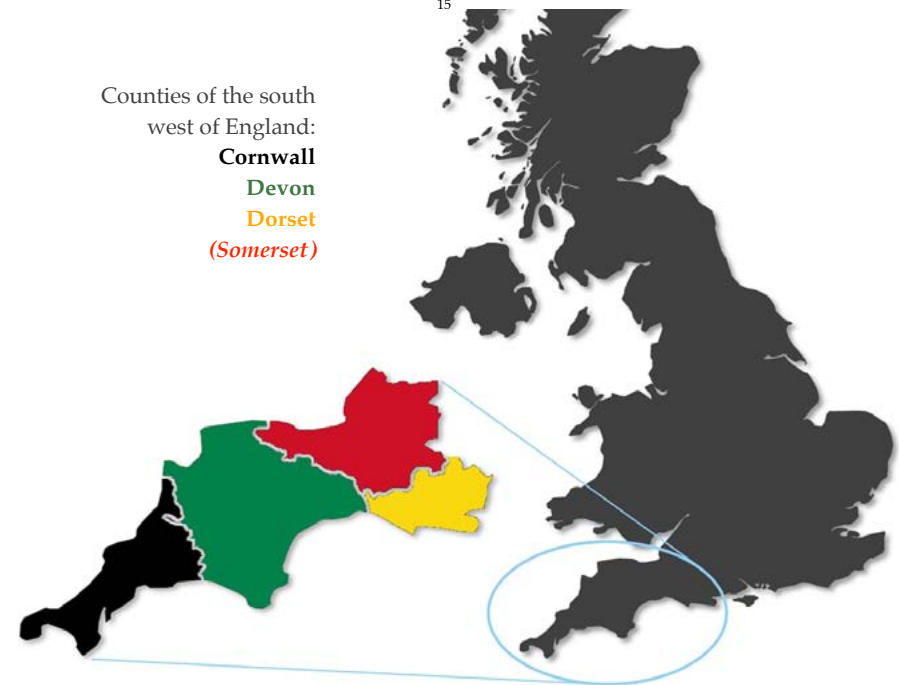 15
Counties of the south
west of England:
Cornwall
Devon
Dorset
(Somerset)